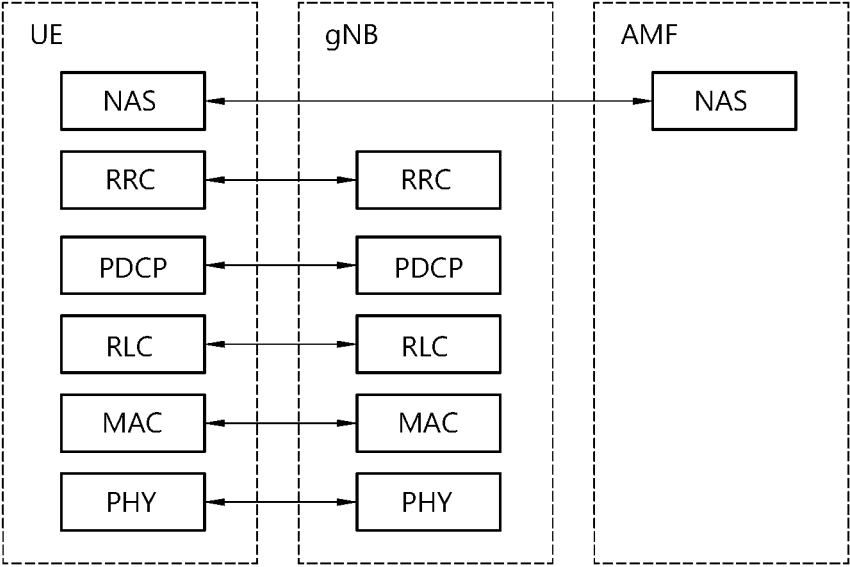 UE gNB AMF
NAS NAS
RRC RRC
PDCP PDCP
RLC RLC
MAC MAC
PHY PHY